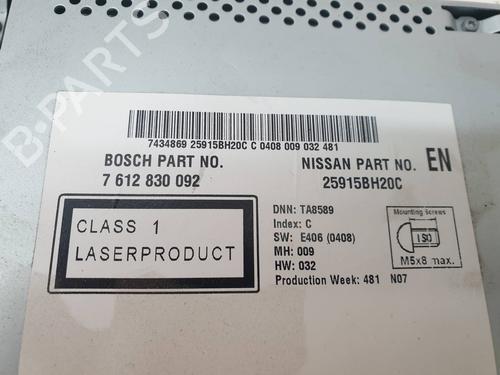 B-PARTS
7434869 25915BH20C C 0408 009 032 481
BOSCH PART NO.
7 612 830 092
NISSAN PART NO.
25915BH20C
EN
CLASS 1
LASERPRODUCT
DNN: TA8589
Index: C
SW: E406 (0408)
MH: 009
HW: 032
Production Week: 481 N07
Mounting Screws
ISO
M5x8 max.